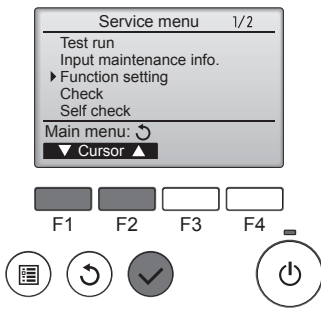 Service menu 1/2
Test run
Input maintenance info.
Function setting
Check
Self check
Main menu:
Cursor
F1 F2 F3 F4